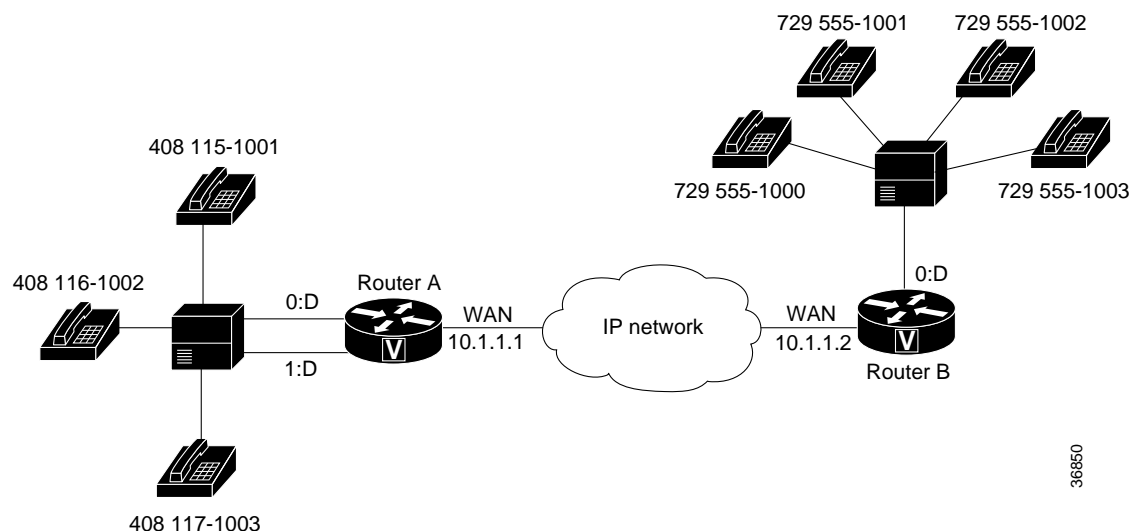 729 555-1001
729 555-1002
408 115-1001
729 555-1000
729 555-1003
408 116-1002
Router A
0:D
0:D
WAN
IP network
WAN
10.1.1.1
10.1.1.2
1:D
V
V
Router B
408 117-1003
36850